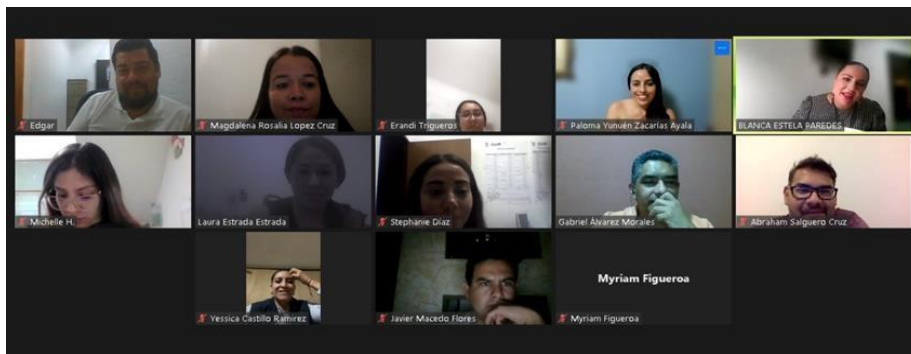 Edgar
Magdalena Rosalia Lopez Cruz
Erandi Trigueros
Paloma Yunuén Zacarías Ayala
BLANCA ESTELA PAREDES
Michelle H.
Laura Estrada Estrada
Stephanie Díaz
Gabriel Álvarez Morales
Abraham Salguero Cruz
Yessica Castillo Ramirez
Javier Macedo Flores
Myriam Figueroa
Myriam Figueroa